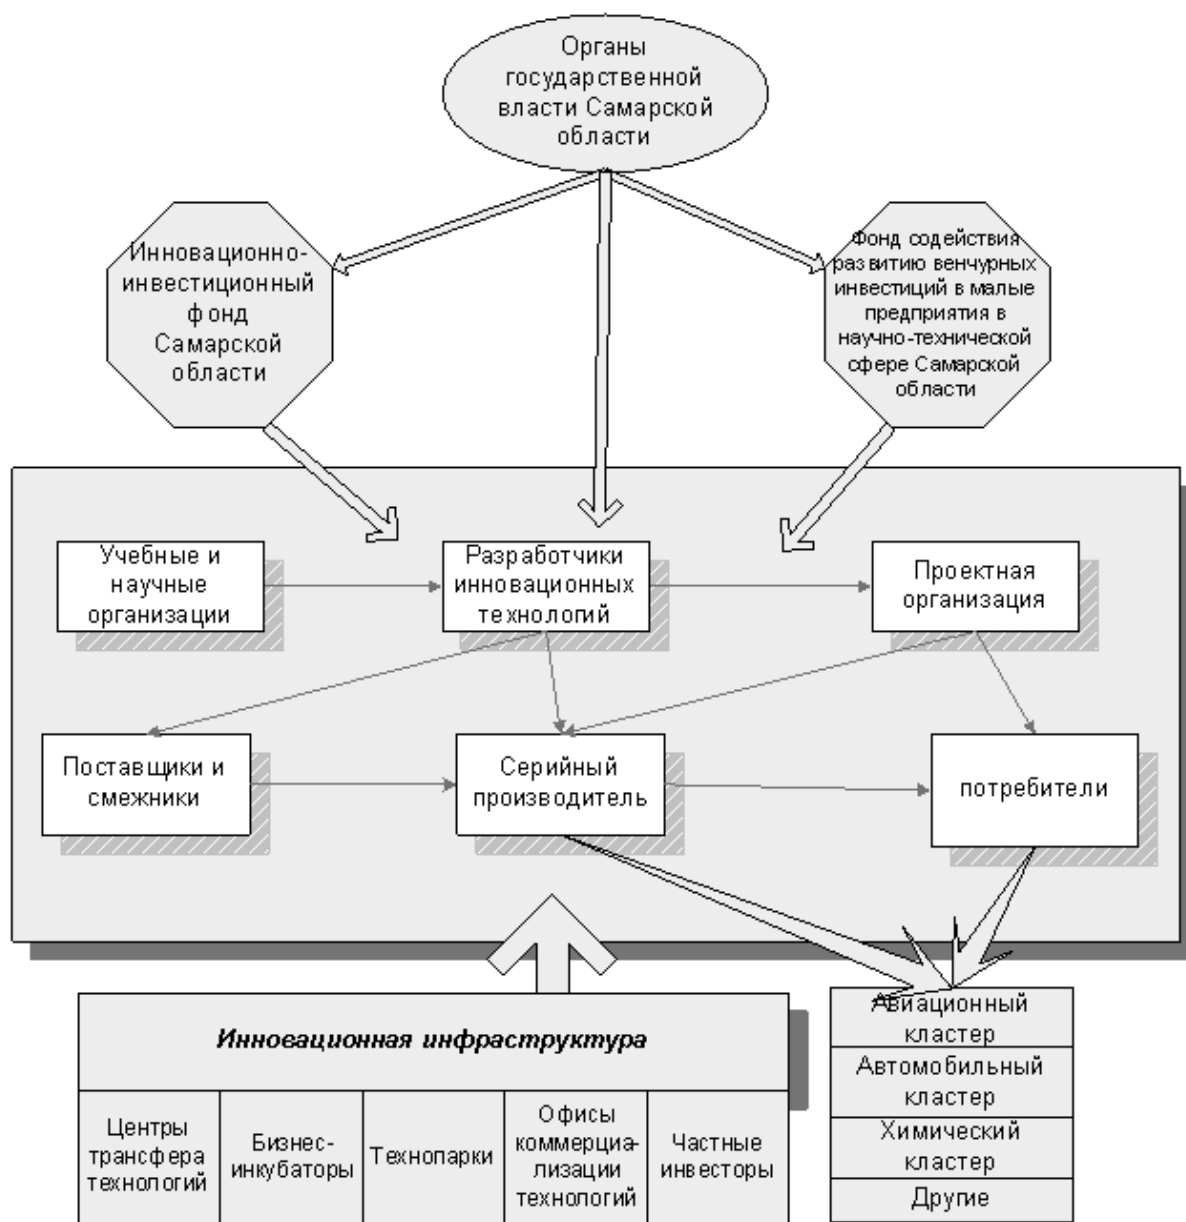 Органы
государственной
власти Самарской
области
Инновационно-
инвестиционный
фонд
Самарской
области
Фонд содействия
развитию венчурных
инвестиций в малые
предприятия в
научно-технической
сфере Самарской
области
Учебные и
научные
организации
Разработчики
инновационных
технологий
Проектная
организация
Поставщики и
смежники
Серийный
производитель
потребители
Инновационная инфраструктура
Центры
трансфера
технологий
Бизнес-
инкубаторы
Технопарки
Офисы
коммерциа-
лизации
технологий
Частные
инвесторы
Авиационный
кластер
Автомобильный
кластер
Химический
кластер
Другие